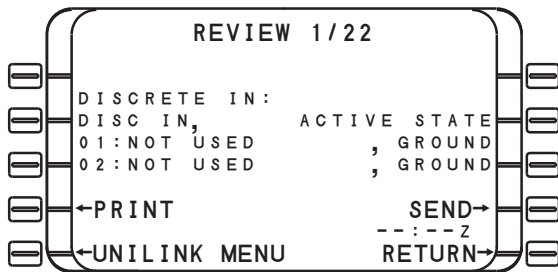 REVIEW 1/22
DISCRETE IN:
DISC IN, ACTIVE STATE
01:NOT USED , GROUND
02:NOT USED , GROUND
←PRINT SEND→
--:--Z
←UNILINK MENU RETURN→